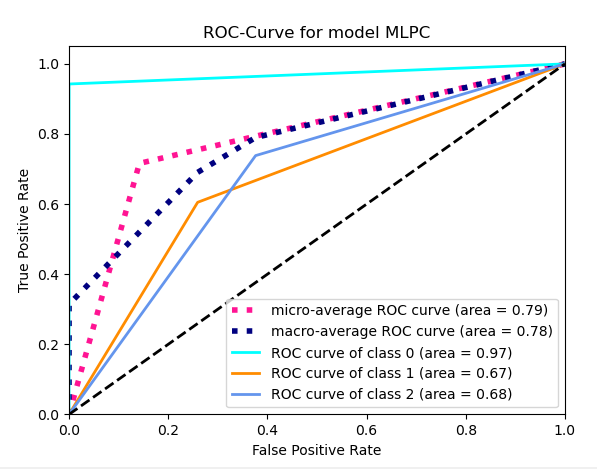 ROC-Curve for model MLPC
True Positive Rate
1.0
0.8
0.6
0.4
0.2
0.0
micro-average ROC curve (area = 0.79)
macro-average ROC curve (area = 0.78)
ROC curve of class 0 (area = 0.97)
ROC curve of class 1 (area = 0.67)
ROC curve of class 2 (area = 0.68)
0.0 0.2 0.4 0.6 0.8 1.0
False Positive Rate